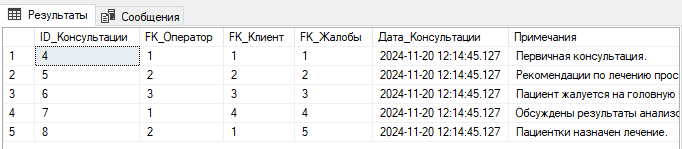 Результаты Сообщения
ID_Консультации FK_Оператор FK_Клиент FK_Жалобы Дата_Консультации Примечания
1 4 1 1 1 2024-11-20 12:14:45.127 Первичная консультация.
2 5 2 2 2 2024-11-20 12:14:45.127 Рекомендации по лечению прос
3 6 3 3 3 2024-11-20 12:14:45.127 Пациент жалуется на головную
4 7 1 4 4 2024-11-20 12:14:45.127 Обсуждены результаты анализо
5 8 2 1 5 2024-11-20 12:14:45.127 Пациентки назначен лечение.